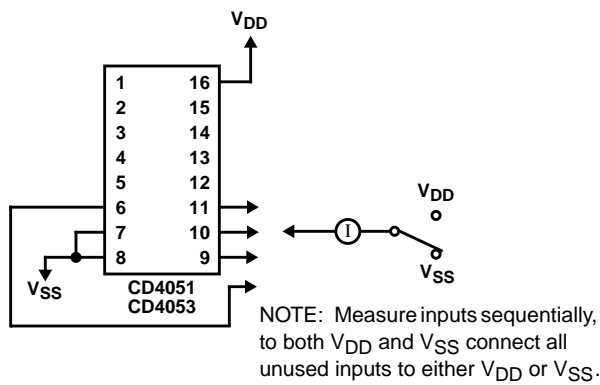 VDD
1 16
2 15
3 14
4 13
5 12
6 11
7 10
8 9
VSS
CD4051
CD4053
I
VDD
VSS
NOTE: Measure inputs sequentially,
to both VDD and VSS connect all
unused inputs to either VDD or VSS.